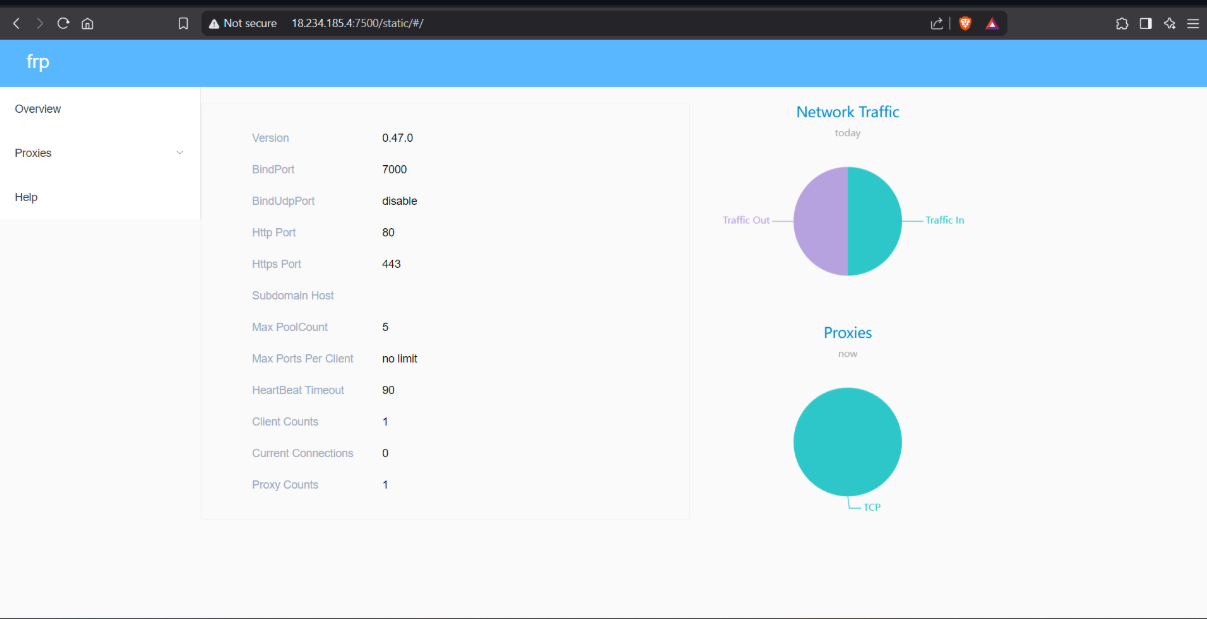 Not secure 18.234.185.4:7500/static/#/
frp
Overview
Proxies
Help
Version 0.47.0
BindPort 7000
BindUdpPort disable
Http Port 80
Https Port 443
Subdomain Host
Max PoolCount 5
Max Ports Per Client no limit
HeartBeat Timeout 90
Client Counts 1
Current Connections 0
Proxy Counts 1
Network Traffic
today
Traffic Out Traffic In
Proxies
now
TCP